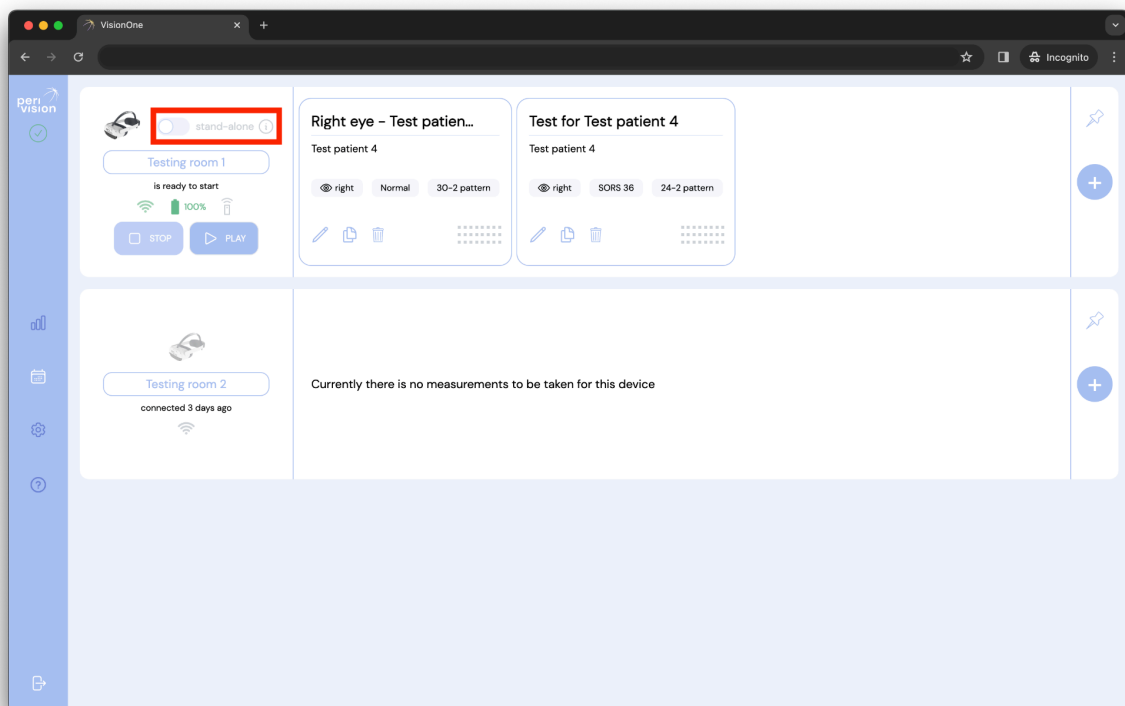 VisionOne
Incognito
peri
vision
stand-alone
Testing room 1
is ready to start
100%
STOP
PLAY
Right eye - Test patien...
Test patient 4
right
Normal
30-2 pattern
Test for Test patient 4
Test patient 4
right
SORS 36
24-2 pattern
Testing room 2
connected 3 days ago
Currently there is no measurements to be taken for this device